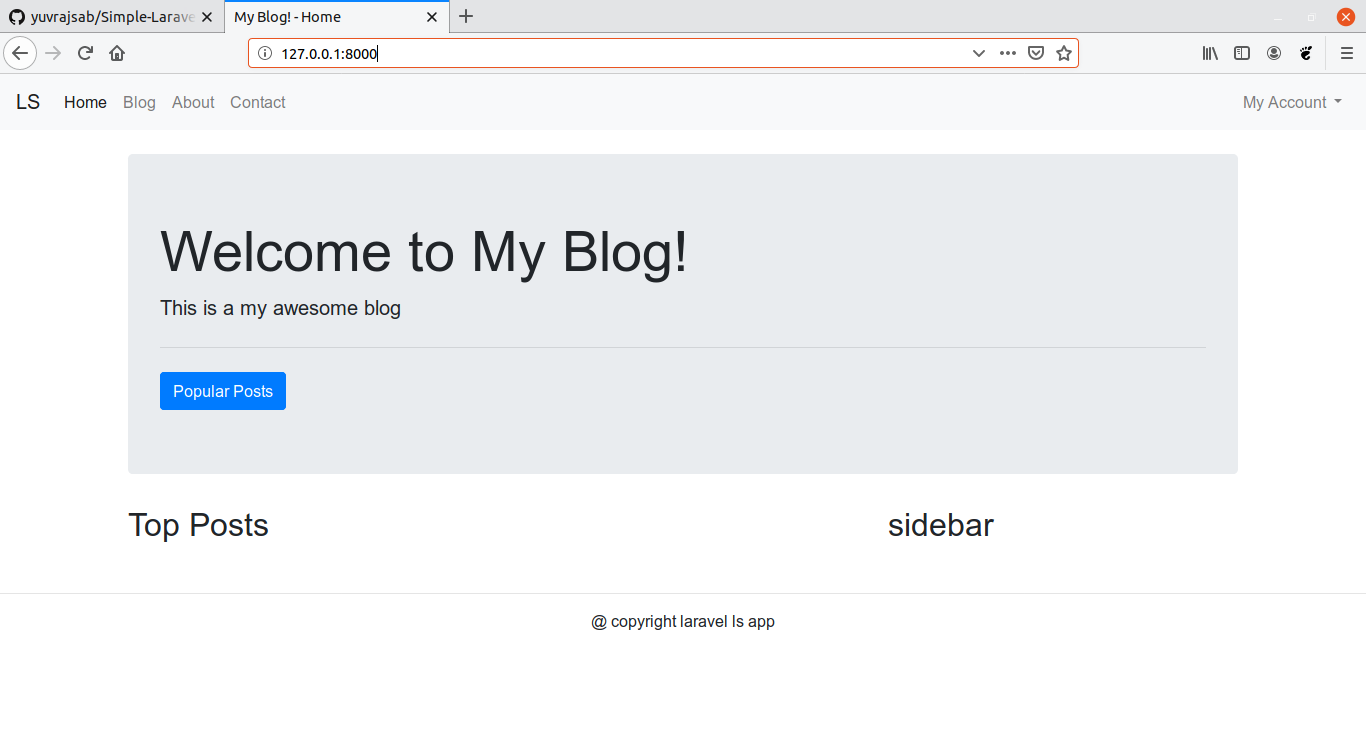 yuvrajsab/Simple-Larave
My Blog! - Home
127.0.0.1:8000
LS Home Blog About Contact My Account
Welcome to My Blog!
This is a my awesome blog
Popular Posts
Top Posts sidebar
@ copyright laravel ls app